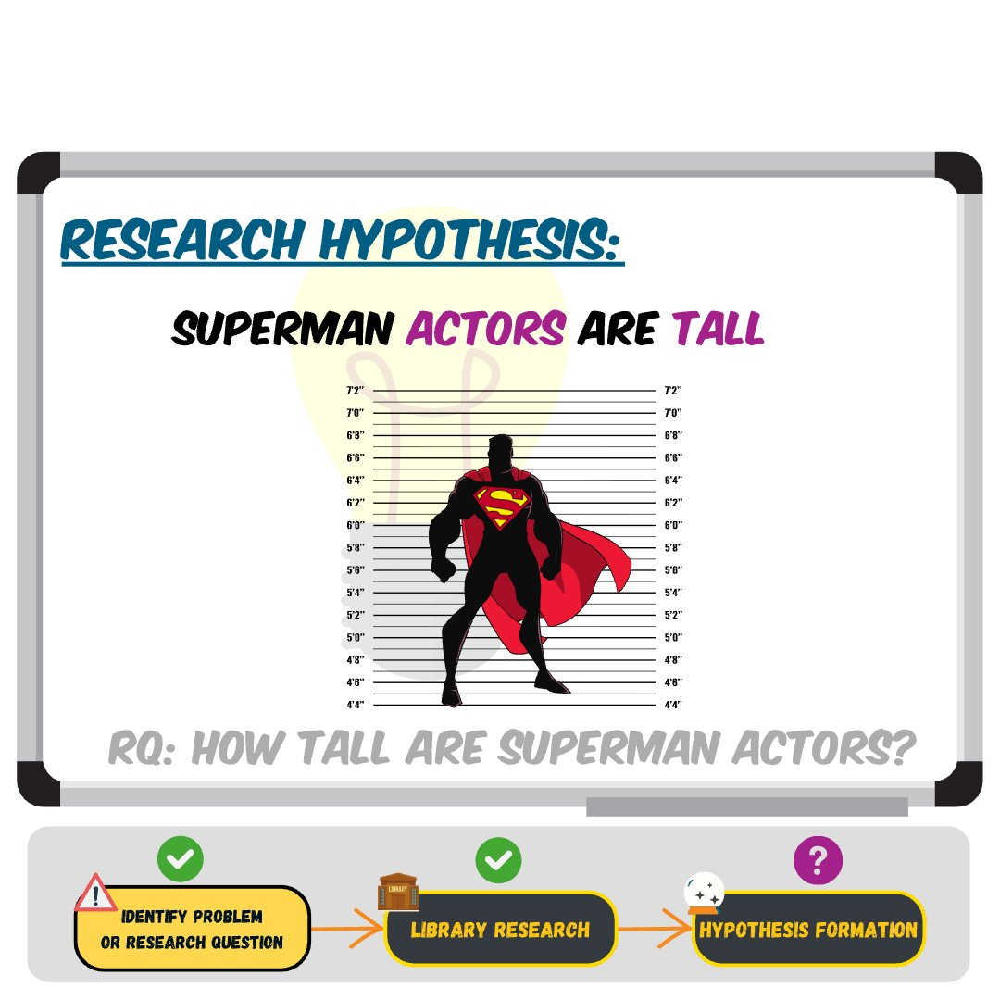 RESEARCH HYPOTHESIS:
SUPERMAN ACTORS ARE TALL
7'2" 7'2"
7'0" 7'0"
6'8" 6'8"
6'6" 6'6"
6'4" 6'4"
6'2" 6'2"
6'0" 6'0"
5'8" 5'8"
5'6" 5'6"
5'4" 5'4"
5'2" 5'2"
5'0" 5'0"
4'8" 4'8"
4'6" 4'6"
4'4" 4'4"
S
RQ: HOW TALL ARE SUPERMAN ACTORS?
?
!
IDENTIFY PROBLEM
OR RESEARCH QUESTION
LIBRARY
LIBRARY RESEARCH
HYPOTHESIS FORMATION